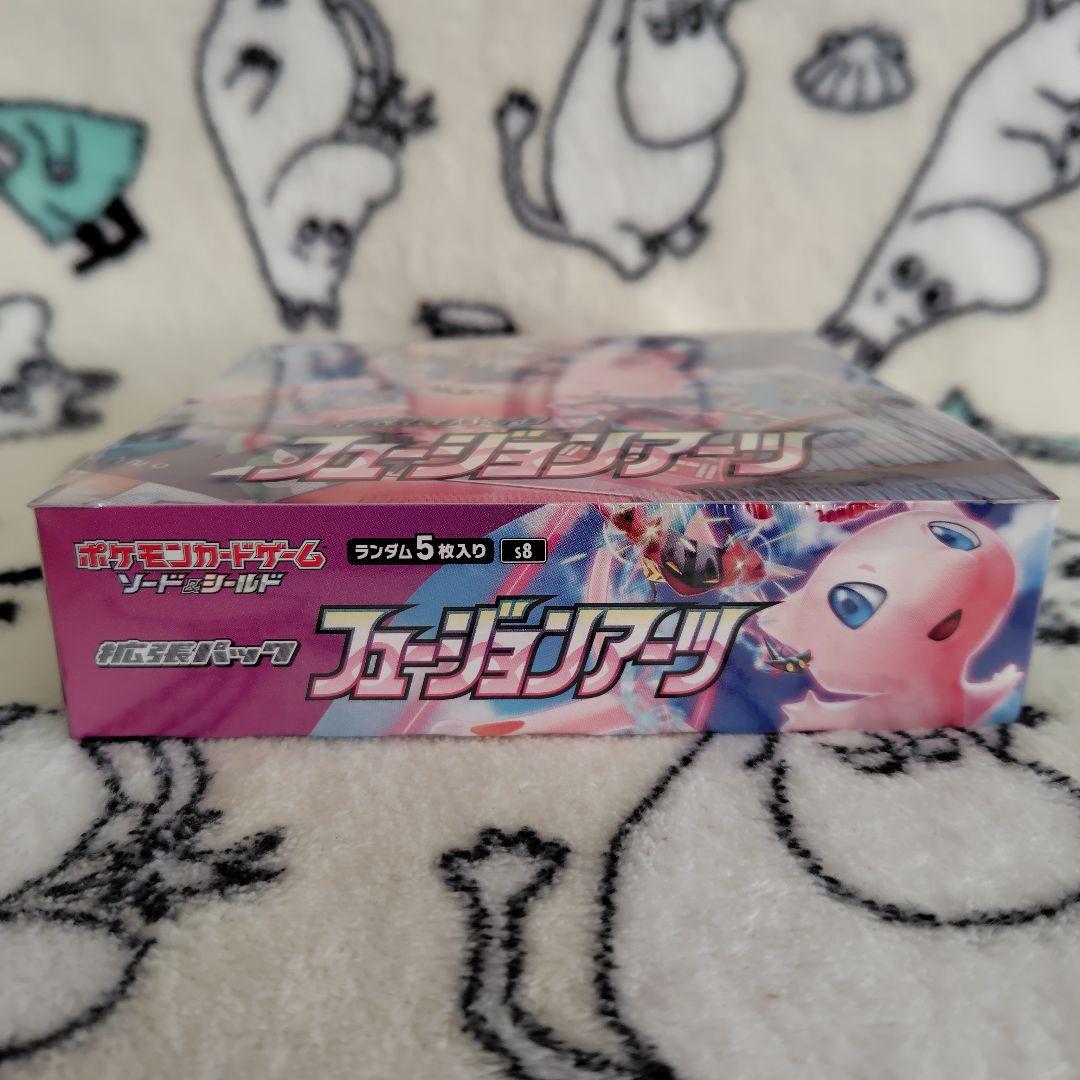 フュージョンアーツ
ポケモンカードゲーム
ソード&シールド
ランダム5枚入り
s8
拡張パック
フュージョンアーツ